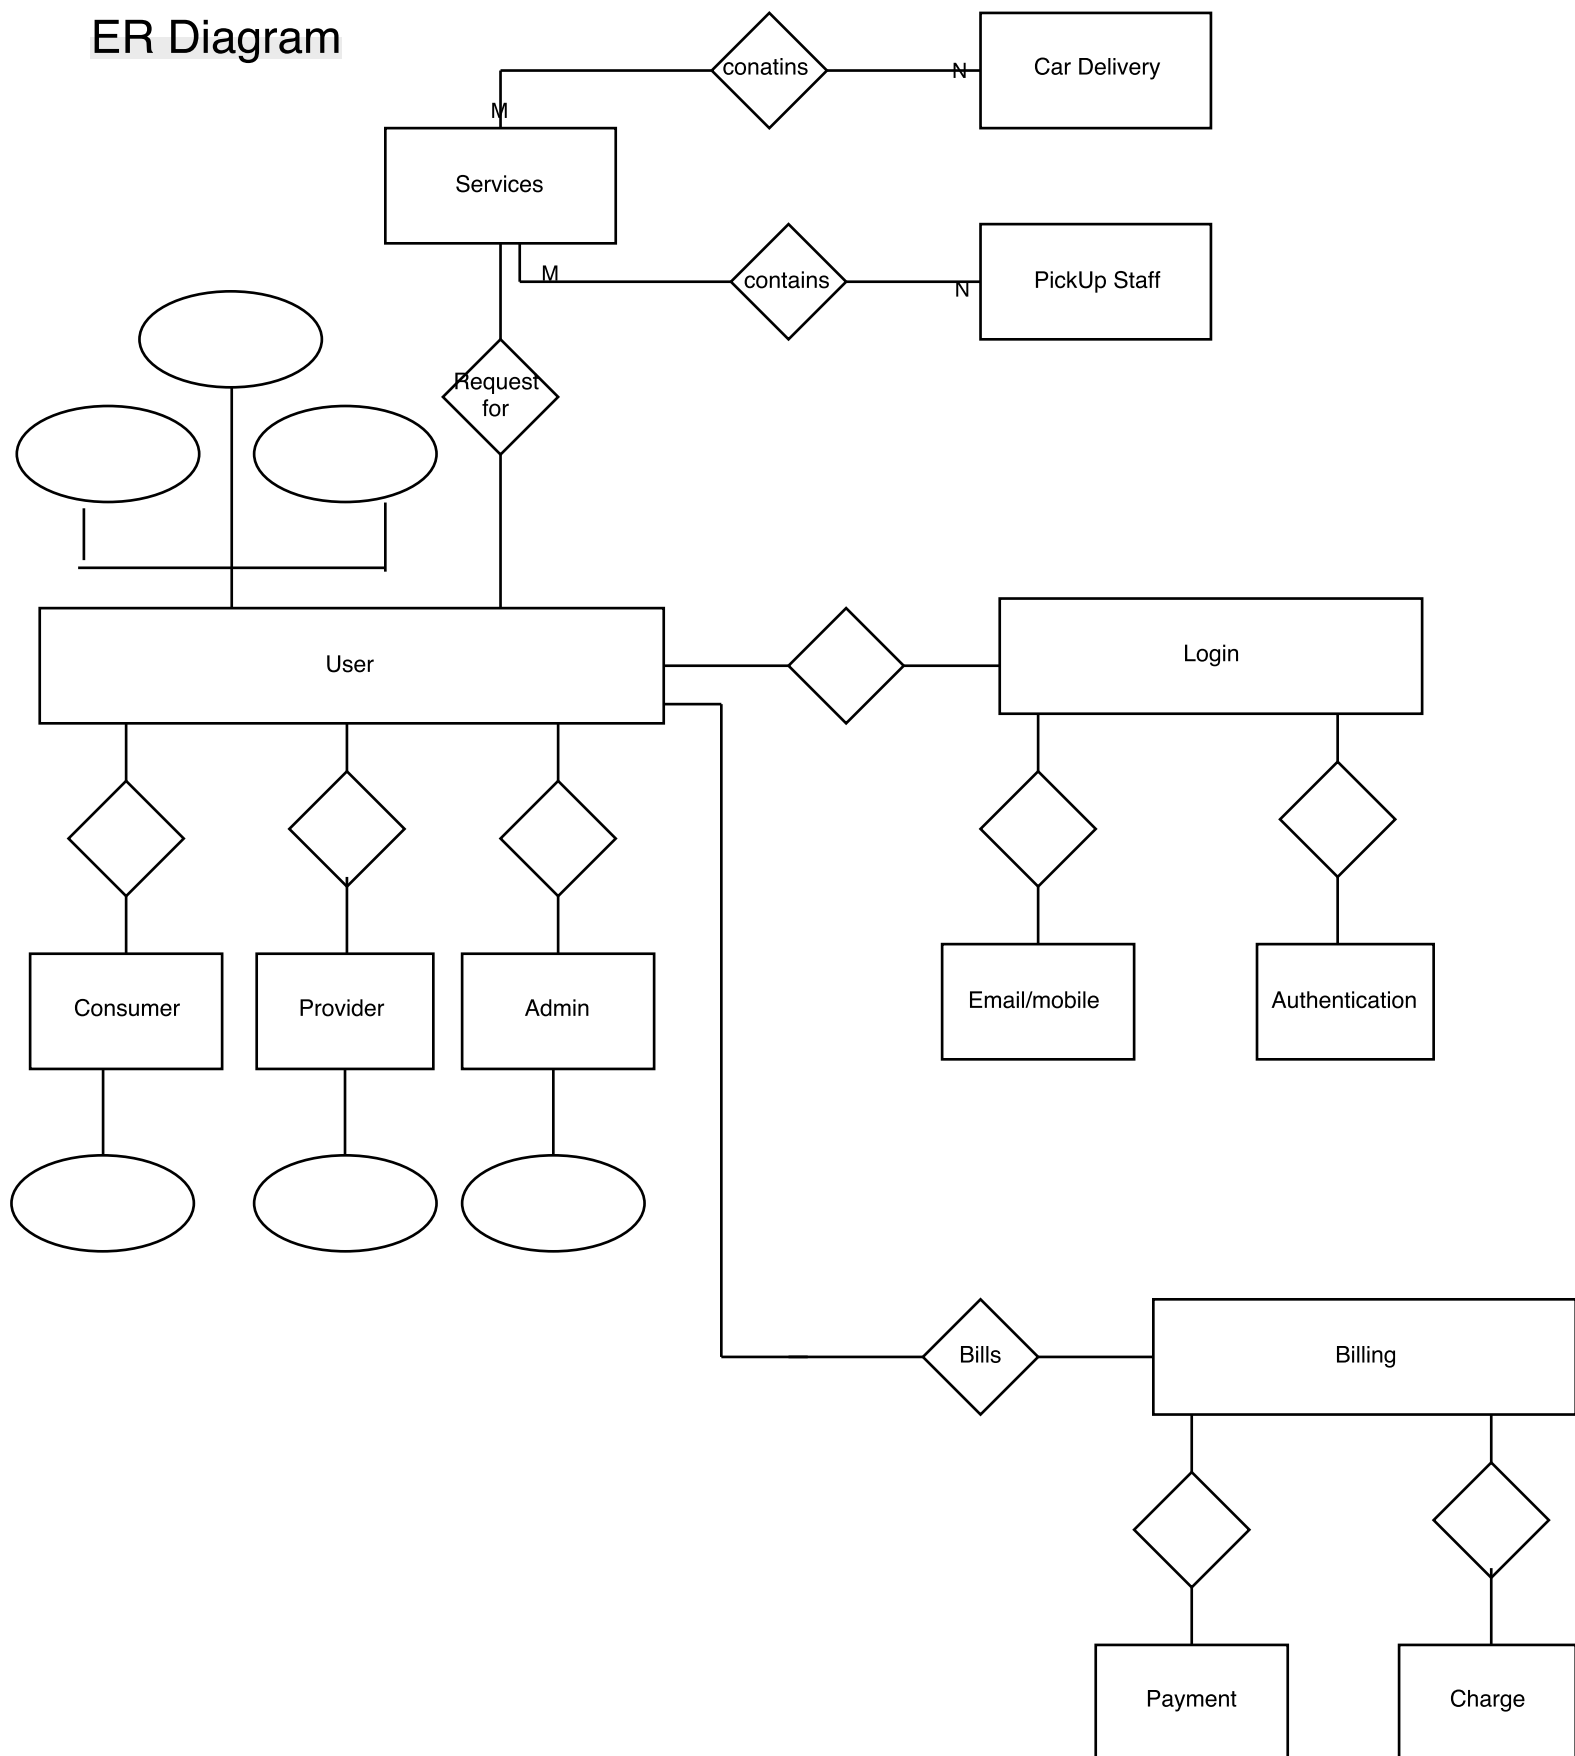 ER Diagram
conatins
N
Car Delivery
M
Services
M
contains
N
PickUp Staff
Request
for
User
Login
Consumer
Provider
Admin
Email/mobile
Authentication
Bills
Billing
Payment
Charge